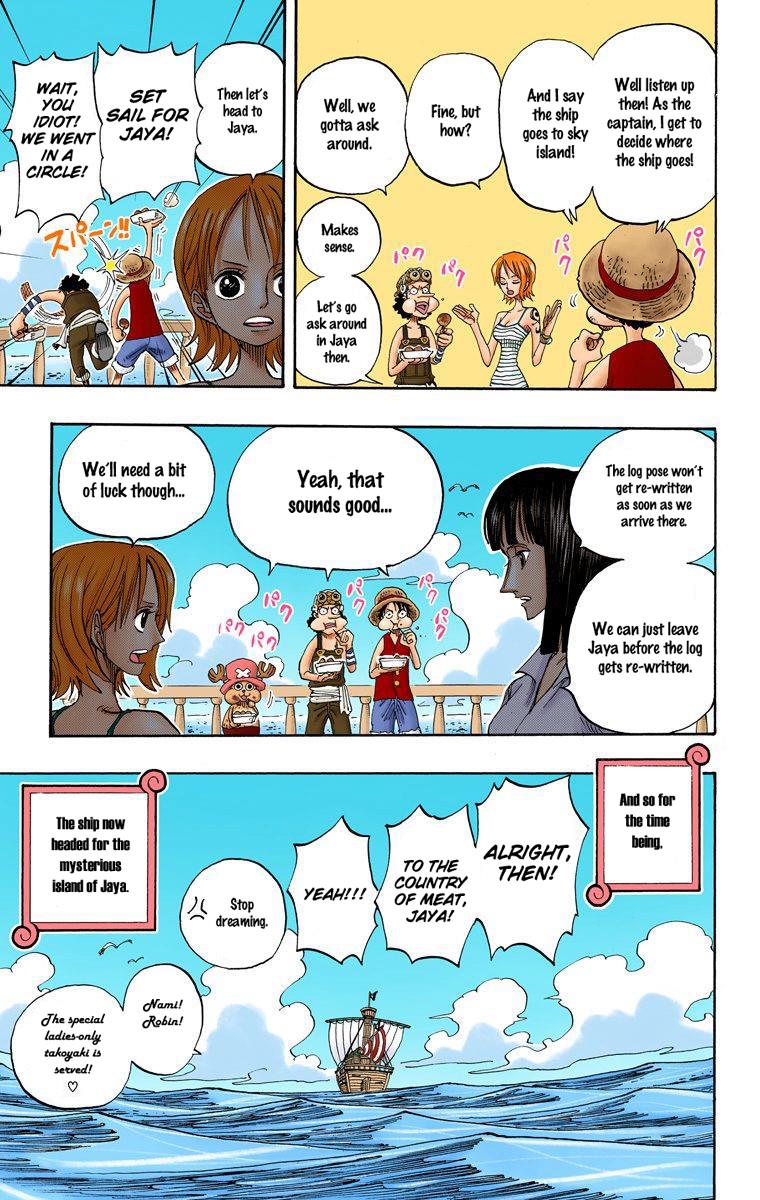 Well listen up
then! As the
captain, I get to
decide where
the ship goes!
And I say
the ship
goes to sky
island!
Fine, but
how?
Well, we
gotta ask
around.
Makes
sense.
Let's go
ask around
in Jaya
then.
パク
パク
パク
パク
パク
Then let's
head to
Jaya.
SET
SAIL FOR
JAYA!
WAIT,
YOU
IDIOT!
WE WENT
IN A
CIRCLE!
スパーン!!
The log pose won't
get re-written
as soon as we
arrive there.
We can just leave
Jaya before the log
gets re-written.
Yeah, that
sounds good...
パク
パク
パク
パク
パク
パク
We'll need a bit
of luck though...
And so for
the time
being,
ALRIGHT,
THEN!
TO THE
COUNTRY
OF MEAT,
JAYA!
YEAH!!!
Stop
dreaming.
The ship now
headed for the
mysterious
island of Jaya.
Nami!
Robin!
The special
ladies-only
takoyaki is
served!
♡